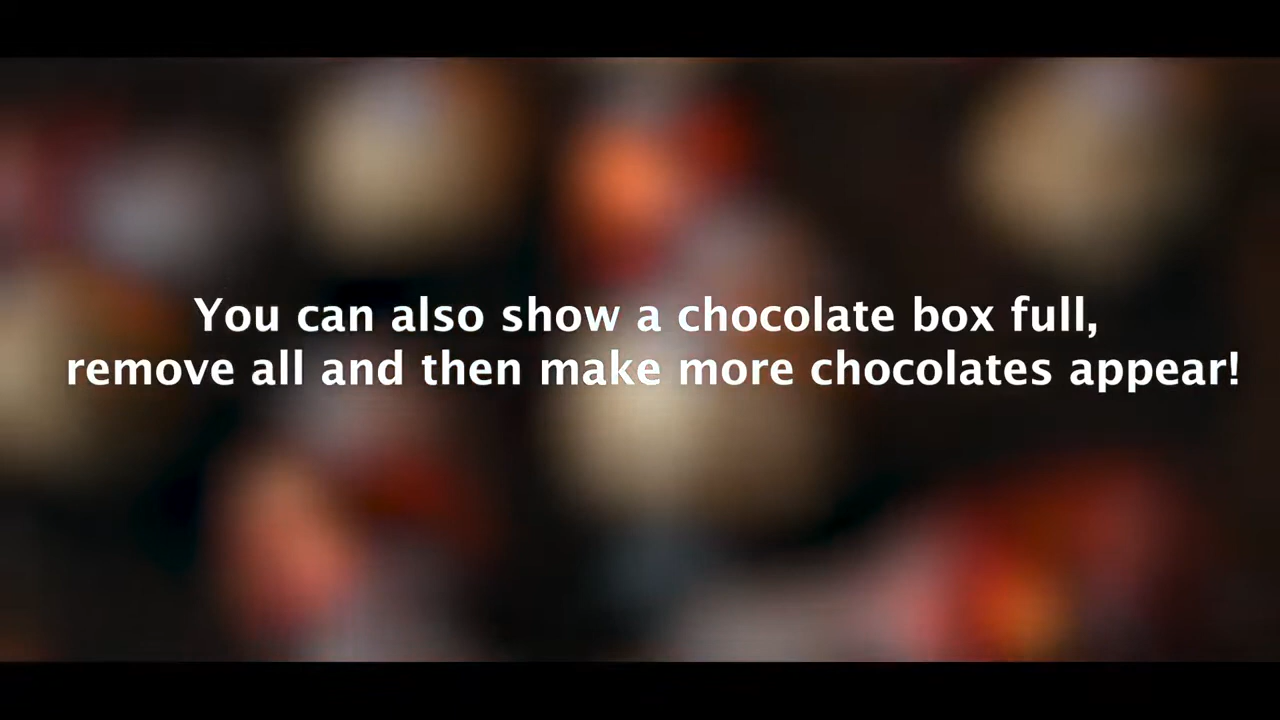 You can also show a chocolate box full,
remove all and then make more chocolates appear!